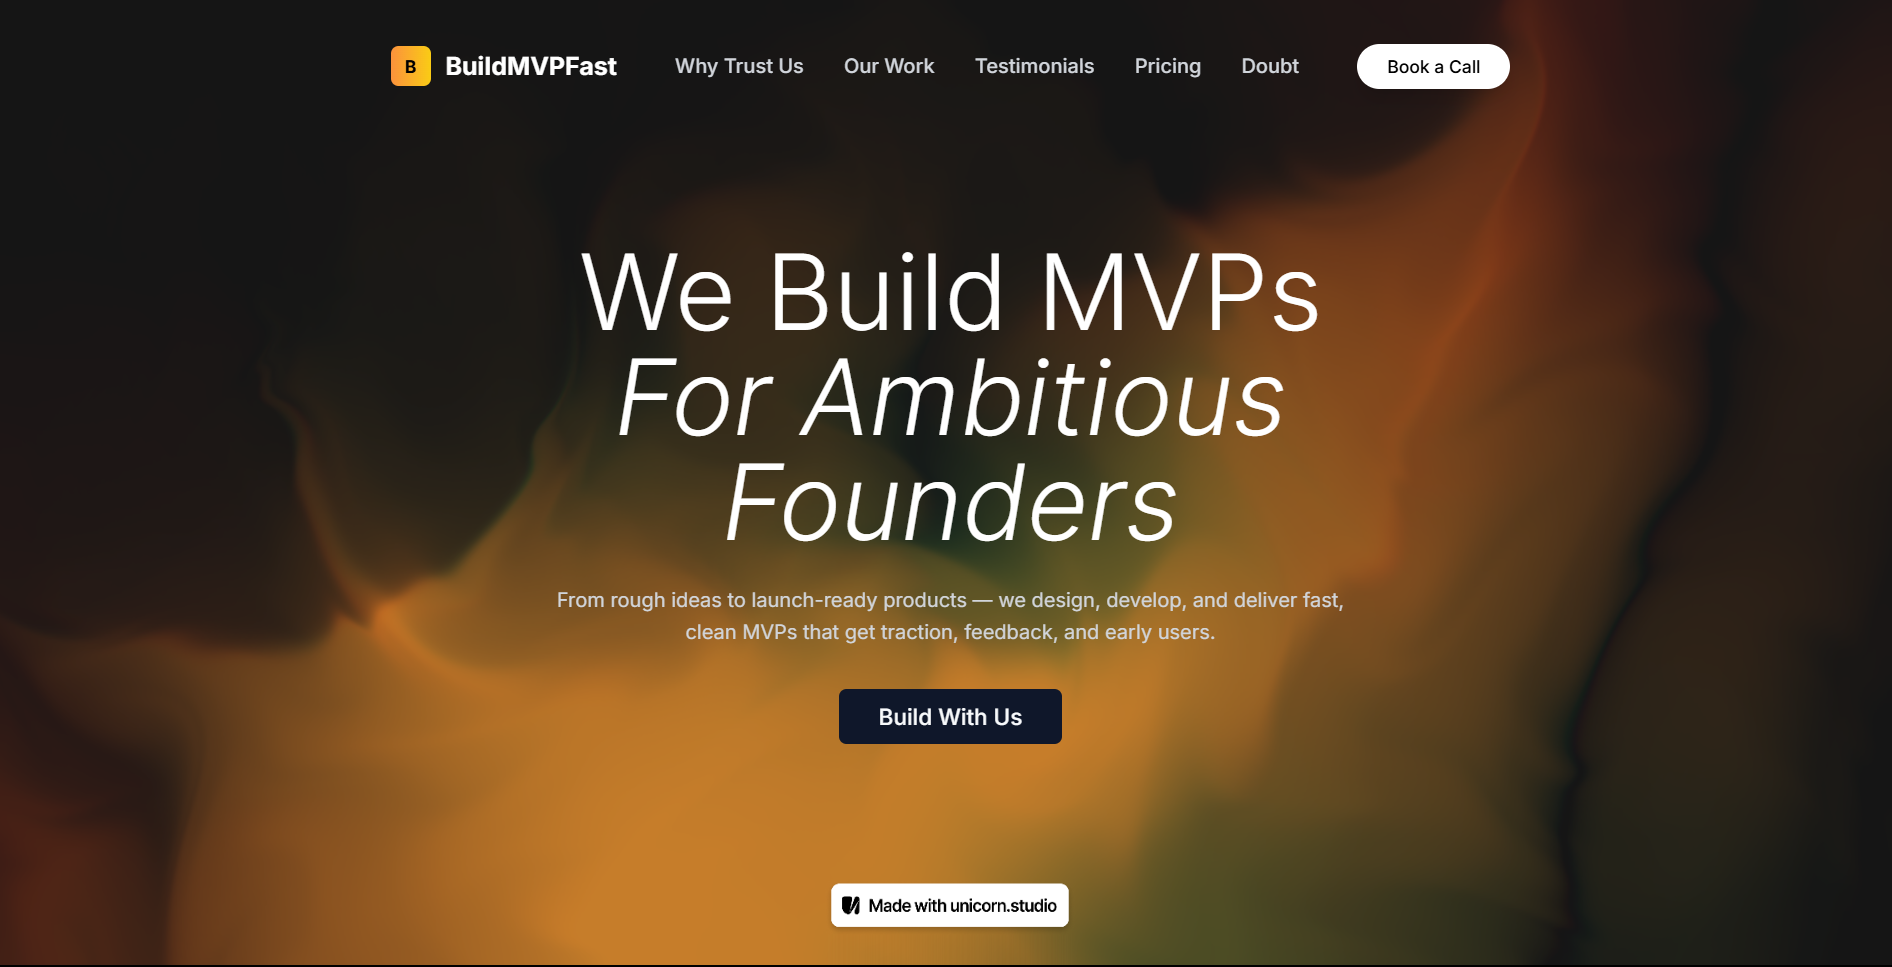 B BuildMVPFast Why Trust Us Our Work Testimonials Pricing Doubt Book a Call
We Build MVPs
For Ambitious
Founders
From rough ideas to launch-ready products — we design, develop, and deliver fast,
clean MVPs that get traction, feedback, and early users.
Build With Us
Made with unicorn.studio